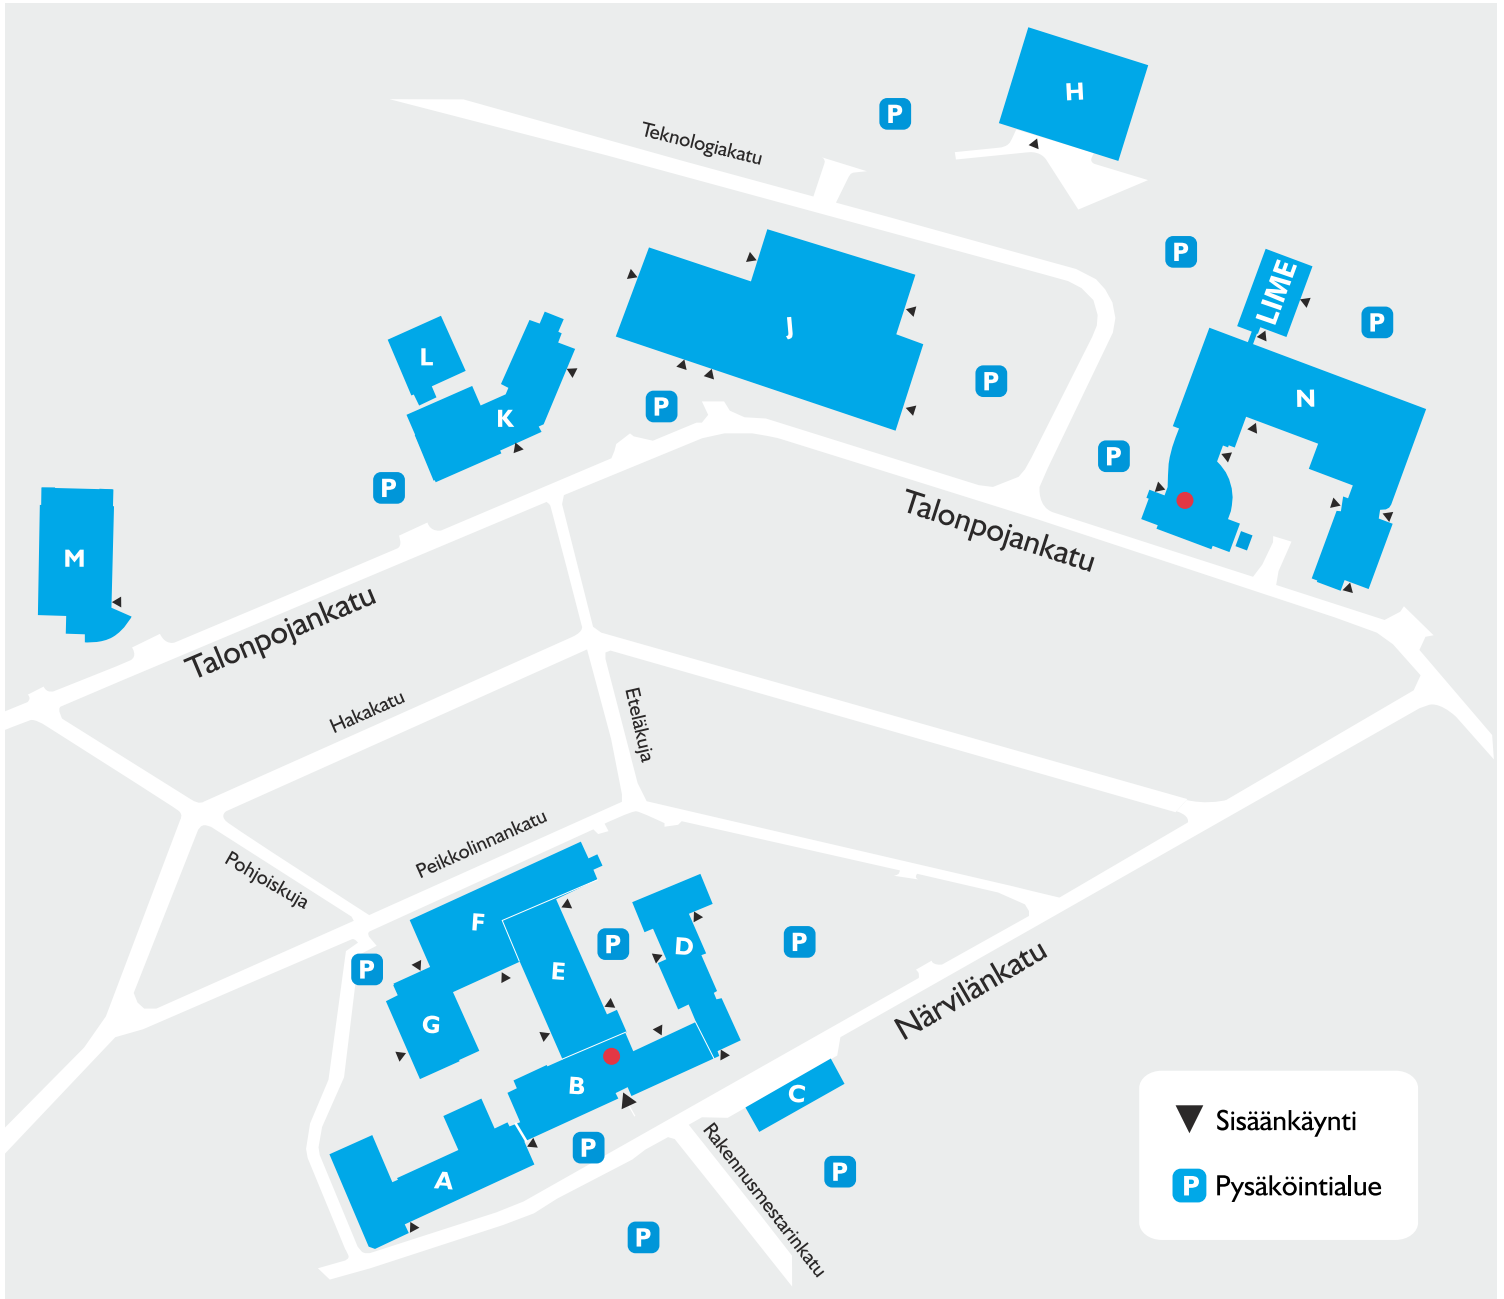 H
P
Teknologiakatu
P
LIME
P
J
L
P
N
P
K
P
P
Talonpojankatu
M
Talonpojankatu
Hakakatu
Eteläkuja
Peikkolinnankatu
Pohjoiskuja
F
P
D
P
E
P
G
Närvilänkatu
B
C
Rakennusmestarinkatu
P
A
P
P
Sisäänkäynti
P Pysäköintialue